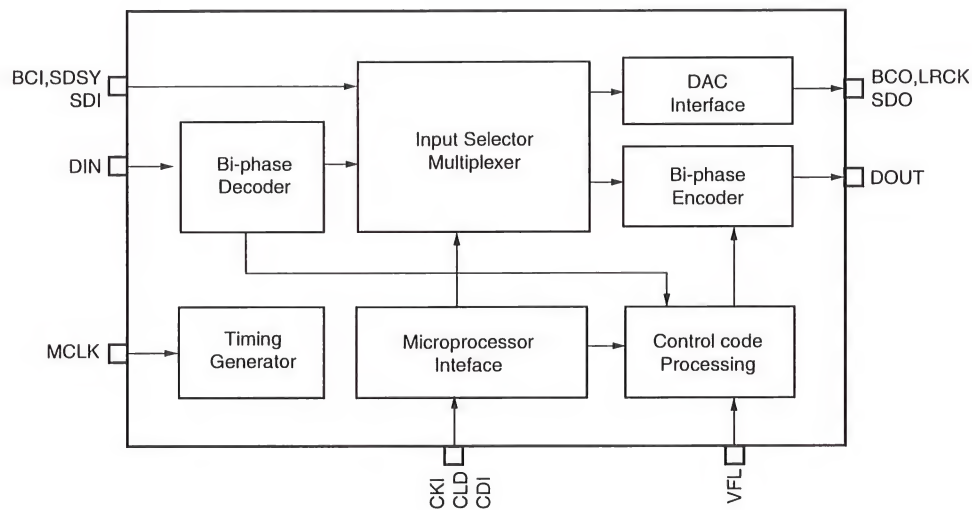 BCI,SDSY
SDI
DIN
MCLK
Bi-phase
Decoder
Timing
Generator
Input Selector
Multiplexer
Microprocessor
Inteface
DAC
Interface
Bi-phase
Encoder
Control code
Processing
BCO,LRCK
SDO
DOUT
CKI
CLD
CDI
VFL